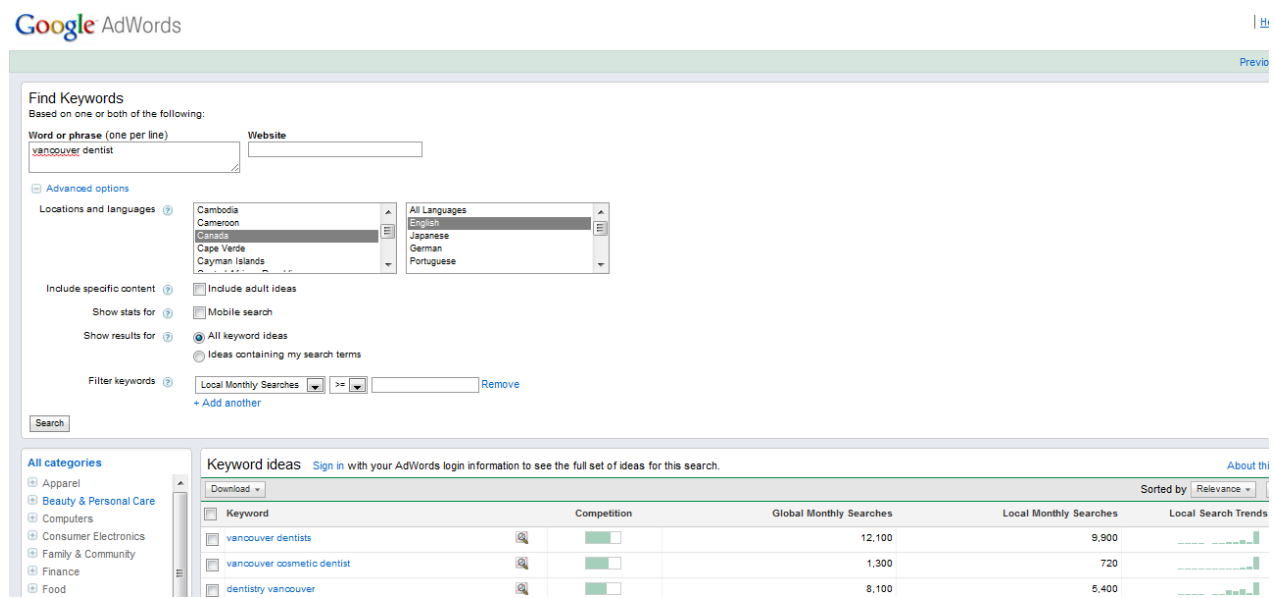 Google AdWords
He
Previo
Find Keywords
Based on one or both of the following:
Word or phrase (one per line) Website
vancouver dentist
Advanced options
Locations and languages ?
Cambodia
Cameroon
Canada
Cape Verde
Cayman Islands
All Languages
English
Japanese
German
Portuguese
Include specific content ? Include adult ideas
Show stats for ? Mobile search
Show results for ? All keyword ideas
Ideas containing my search terms
Filter keywords ? Local Monthly Searches >= Remove
+ Add another
Search
All categories
Apparel
Beauty & Personal Care
Computers
Consumer Electronics
Family & Community
Finance
Food
Keyword ideas Sign in with your AdWords login information to see the full set of ideas for this search. About thi
Download Sorted by Relevance
Keyword Competition Global Monthly Searches Local Monthly Searches Local Search Trends
vancouver dentists 12,100 9,900
vancouver cosmetic dentist 1,300 720
dentistry vancouver 8,100 5,400